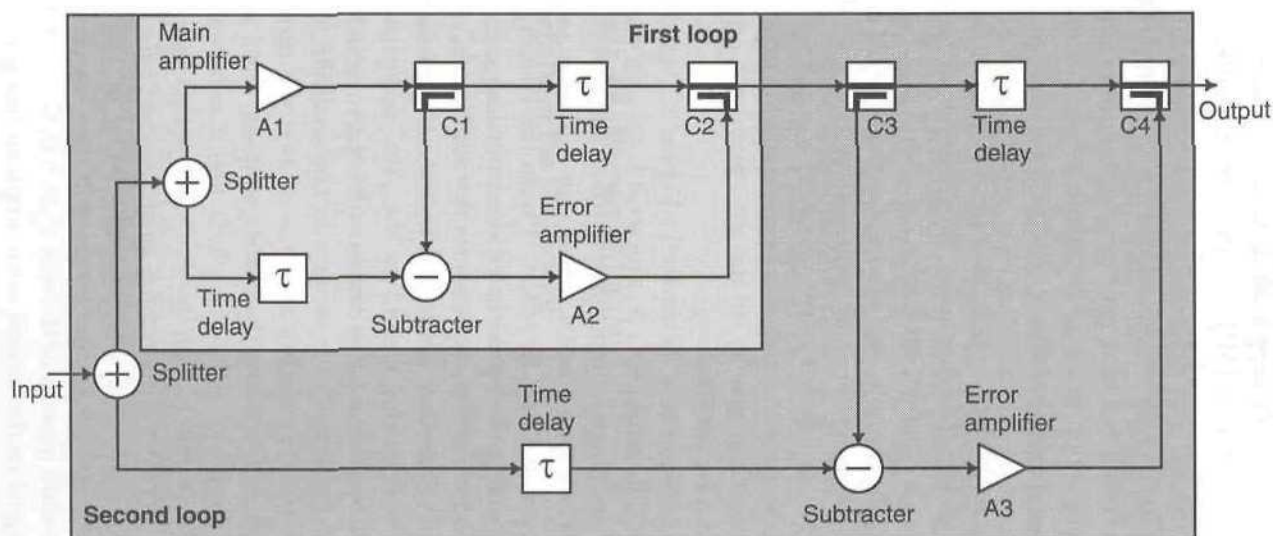 Main
amplifier
First loop
τ
τ
A1
C1
Time
delay
C2
C3
Time
delay
C4
Output
+
Splitter
Error
amplifier
τ
−
Time
delay
Subtracter
A2
Input
+
Splitter
Time
delay
Error
amplifier
τ
−
Second loop
Subtracter
A3